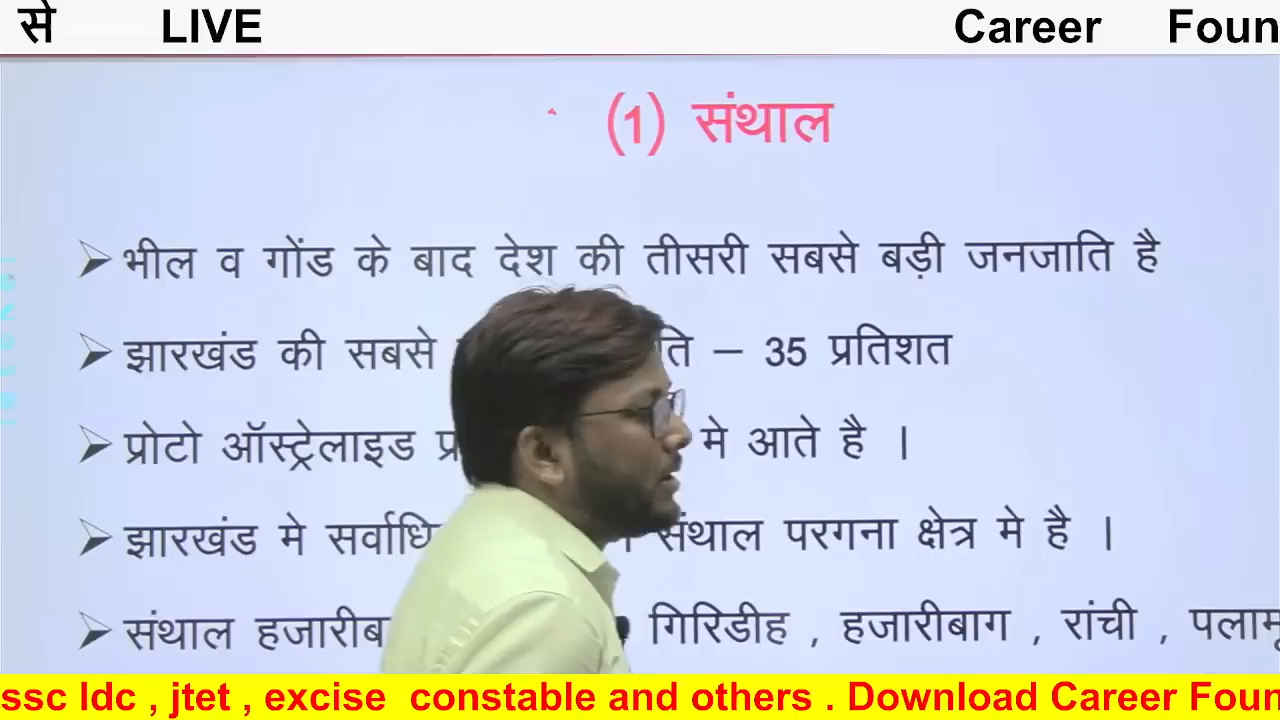 से LIVE Career Foun
(1) संथाल
भील व गोंड के बाद देश की तीसरी सबसे बड़ी जनजाति है
झारखंड की सबसे ति – 35 प्रतिशत
प्रोटो ऑस्ट्रेलाइड प्र मे आते है ।
झारखंड मे सर्वाधि संथाल परगना क्षेत्र मे है ।
संथाल हजारीब गिरिडीह , हजारीबाग , रांची , पलामू
ssc ldc , jtet , excise constable and others . Download Career Foun